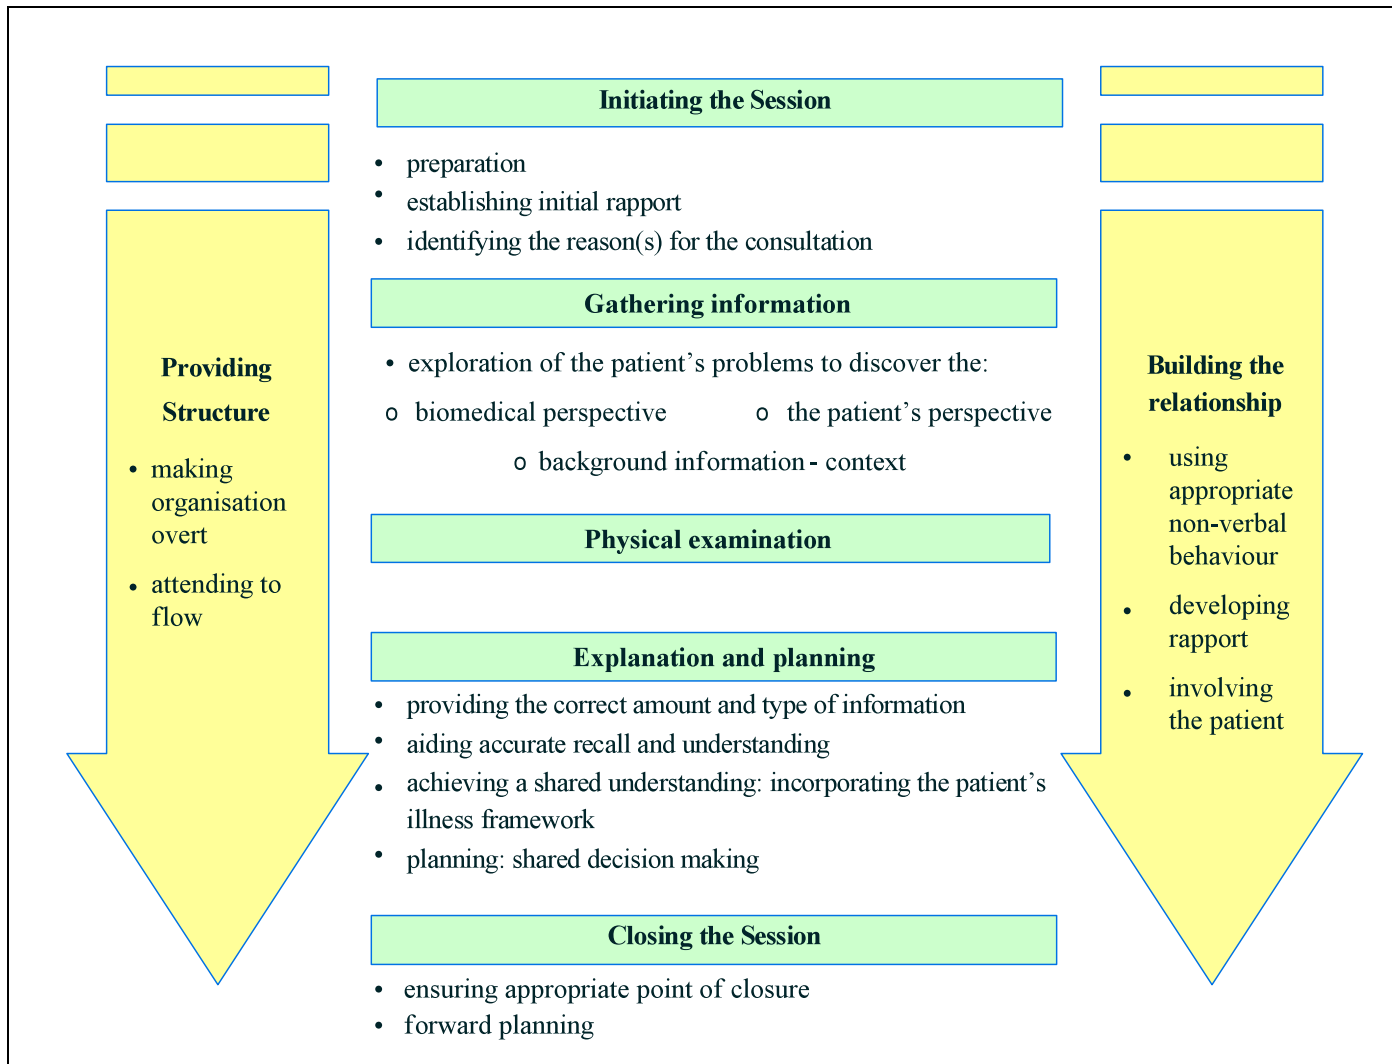 Initiating the Session
• preparation
• establishing initial rapport
• identifying the reason(s) for the consultation
Gathering information
• exploration of the patient’s problems to discover the:
o biomedical perspective o the patient’s perspective
o background information - context
Physical examination
Explanation and planning
• providing the correct amount and type of information
• aiding accurate recall and understanding
• achieving a shared understanding: incorporating the patient’s
illness framework
• planning: shared decision making
Closing the Session
• ensuring appropriate point of closure
• forward planning
Providing
Structure
• making
organisation
overt
• attending to
flow
Building the
relationship
• using
appropriate
non-verbal
behaviour
• developing
rapport
• involving
the patient